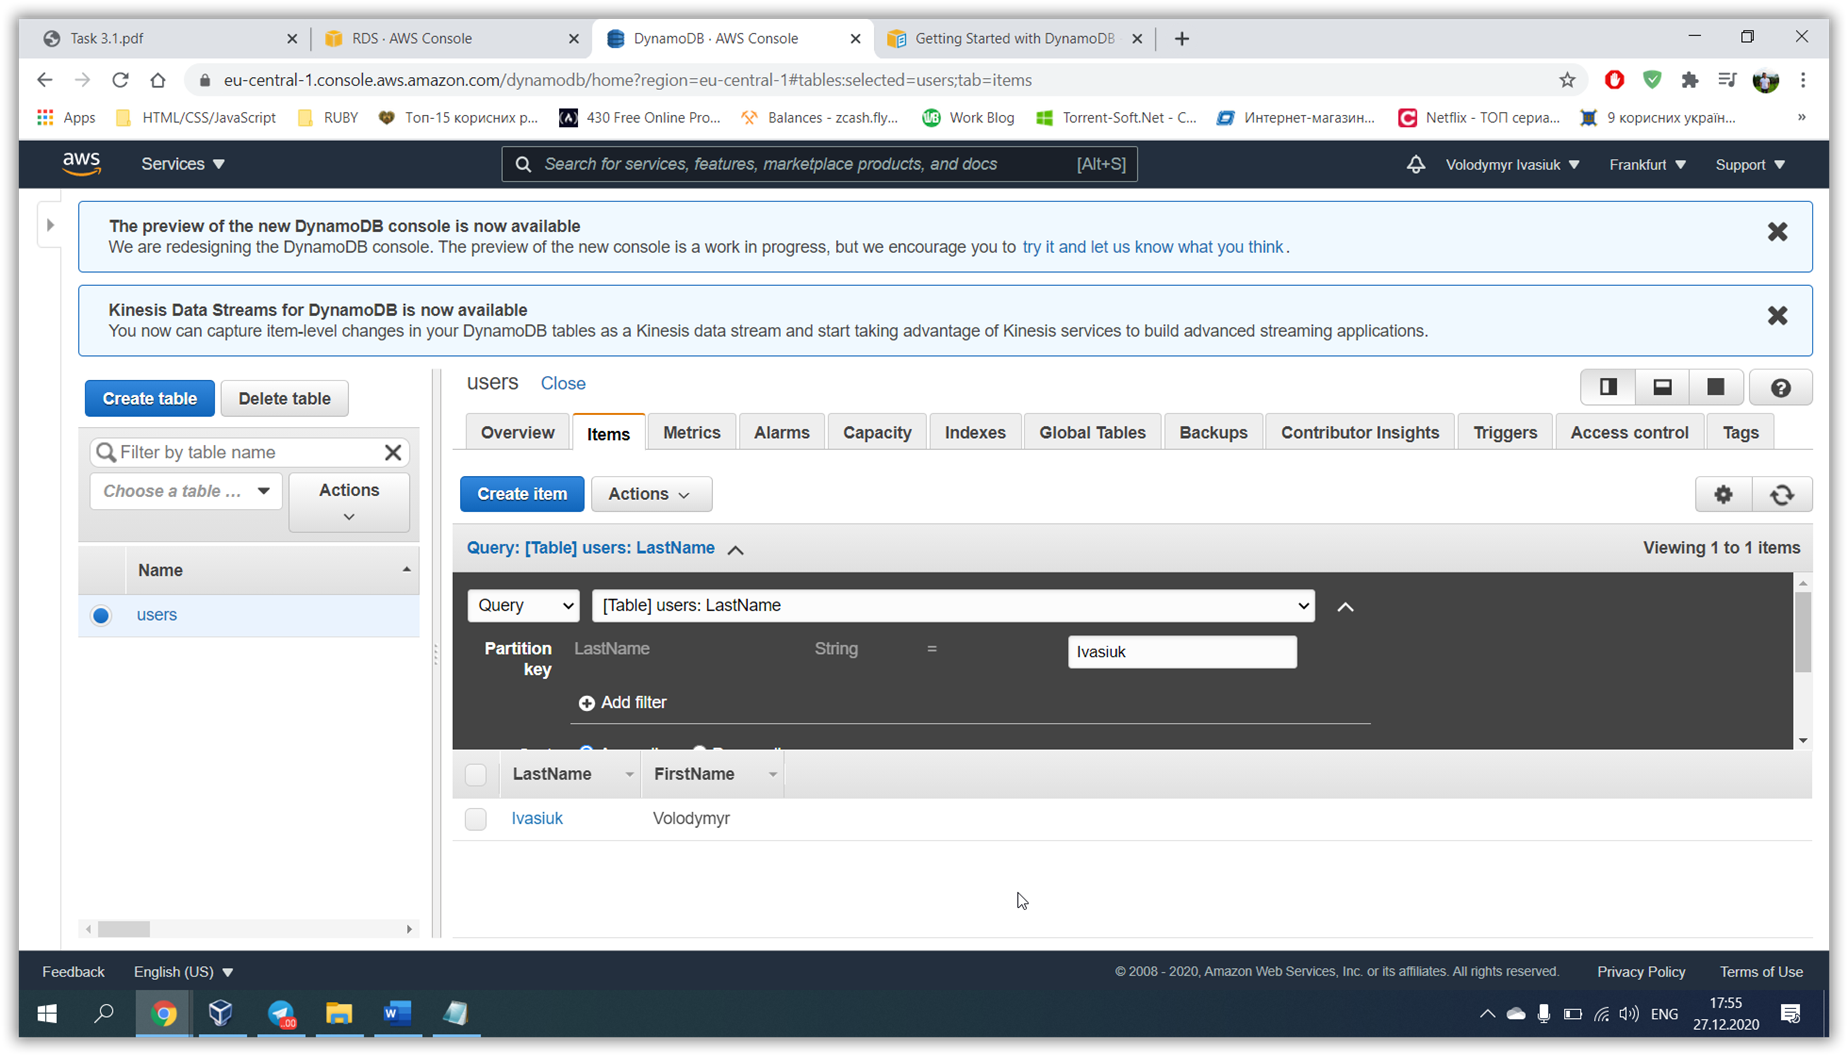 Task 3.1.pdf
RDS · AWS Console
DynamoDB · AWS Console
Getting Started with DynamoDB
eu-central-1.console.aws.amazon.com/dynamodb/home?region=eu-central-1#tables:selected=users;tab=items
Apps
HTML/CSS/JavaScript
RUBY
Топ-15 корисних р...
430 Free Online Pro...
Balances - zcash.fly...
Work Blog
Torrent-Soft.Net - C...
Интернет-магазин...
Netflix - ТОП сериа...
9 корисних україн...
»
aws
Services
Search for services, features, marketplace products, and docs
[Alt+S]
Volodymyr Ivasiuk
Frankfurt
Support
The preview of the new DynamoDB console is now available
We are redesigning the DynamoDB console. The preview of the new console is a work in progress, but we encourage you to try it and let us know what you think.
Kinesis Data Streams for DynamoDB is now available
You now can capture item-level changes in your DynamoDB tables as a Kinesis data stream and start taking advantage of Kinesis services to build advanced streaming applications.
Create table
Delete table
Filter by table name
Choose a table ...
Actions
Name
users
users
Close
Overview
Items
Metrics
Alarms
Capacity
Indexes
Global Tables
Backups
Contributor Insights
Triggers
Access control
Tags
Create item
Actions
Query: [Table] users: LastName
Viewing 1 to 1 items
Query
[Table] users: LastName
Partition key
LastName
String
=
Ivasiuk
Add filter
LastName
FirstName
Ivasiuk
Volodymyr
Feedback
English (US)
© 2008 - 2020, Amazon Web Services, Inc. or its affiliates. All rights reserved.
Privacy Policy
Terms of Use
.00
ENG
17:55
27.12.2020